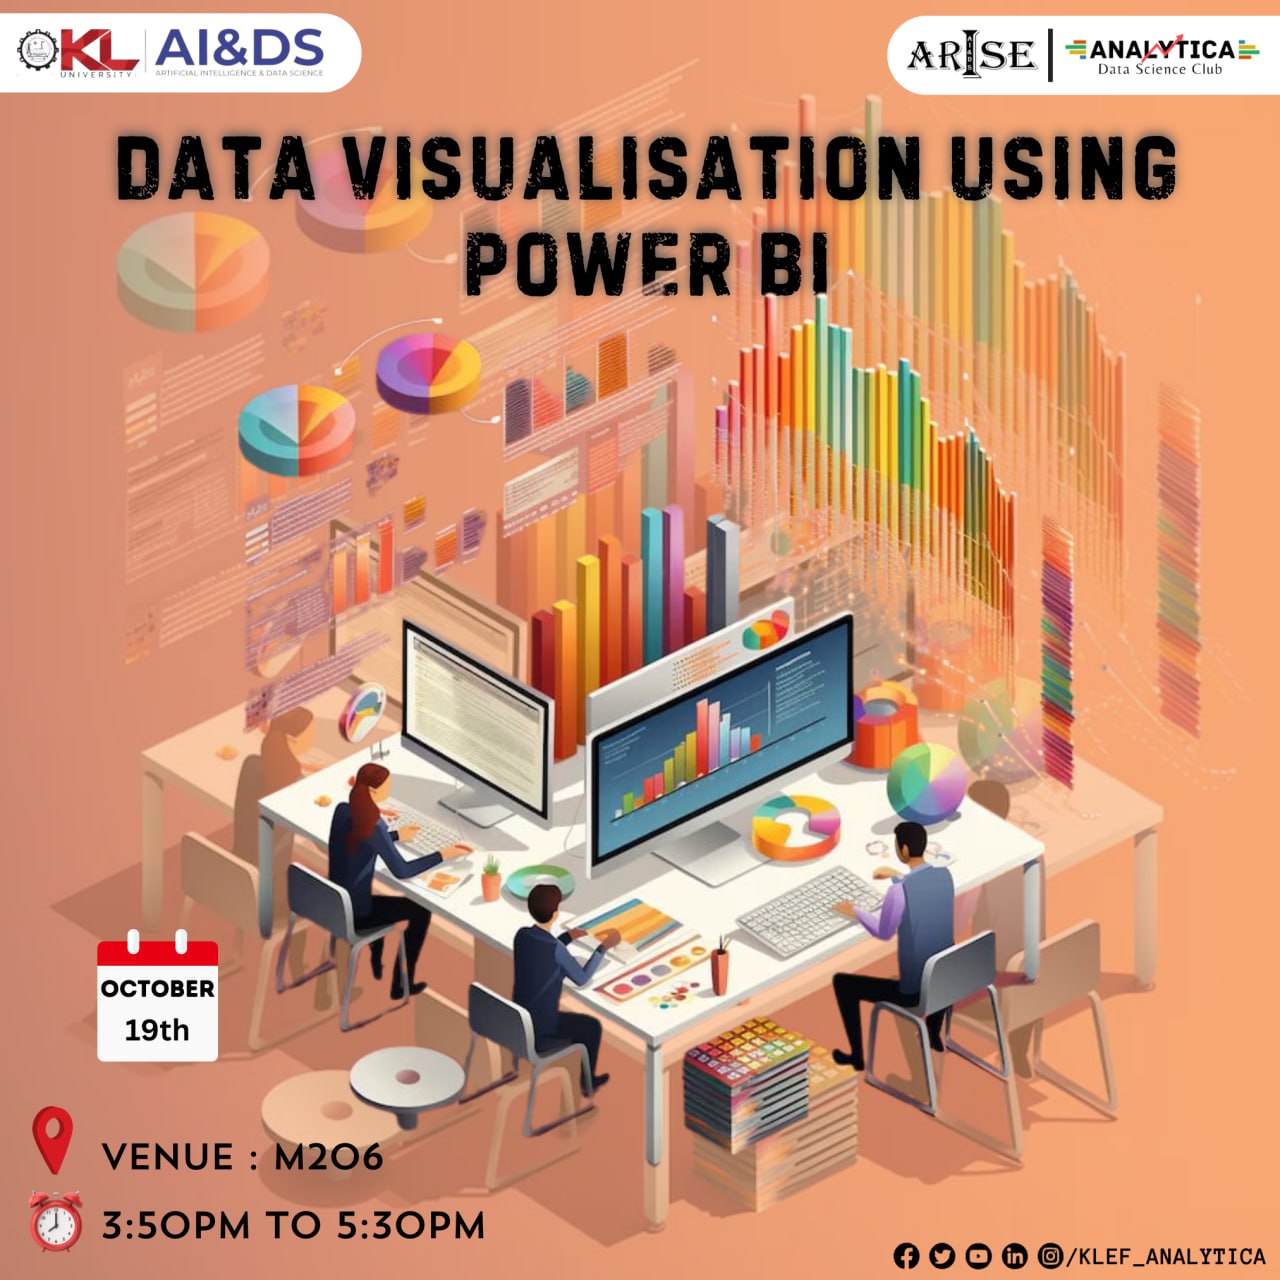 KL
UNIVERSITY
AI&DS
ARTIFICIAL INTELLIGENCE & DATA SCIENCE
ARISE
AIDS
ANALYTICA
Data Science Club
DATA VISUALISATION USING
POWER BI
OCTOBER
19th
VENUE : M206
3:50PM TO 5:30PM
/KLEF_ANALYTICA